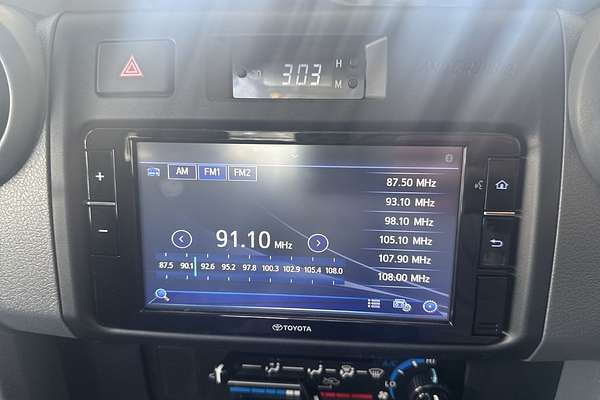 3:03
H
M
AM FM1 FM2
87.50 MHz
93.10 MHz
98.10 MHz
105.10 MHz
107.90 MHz
108.00 MHz
91.10 MHz
87.5 90.1 92.6 95.2 97.8 100.3 102.9 105.4 108.0
TOYOTA
A/C
LO
HI